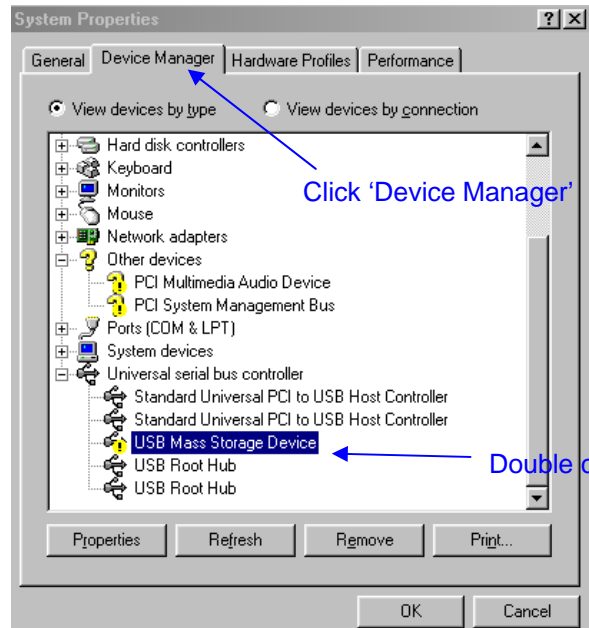 System Properties
General Device Manager Hardware Profiles Performance
View devices by type View devices by connection
Hard disk controllers
Keyboard
Monitors
Click ‘Device Manager’
Mouse
Network adapters
Other devices
PCI Multimedia Audio Device
PCI System Management Bus
Ports (COM & LPT)
System devices
Universal serial bus controller
Standard Universal PCI to USB Host Controller
Standard Universal PCI to USB Host Controller
USB Mass Storage Device
Double
USB Root Hub
USB Root Hub
Properties Refresh Remove Print...
OK Cancel